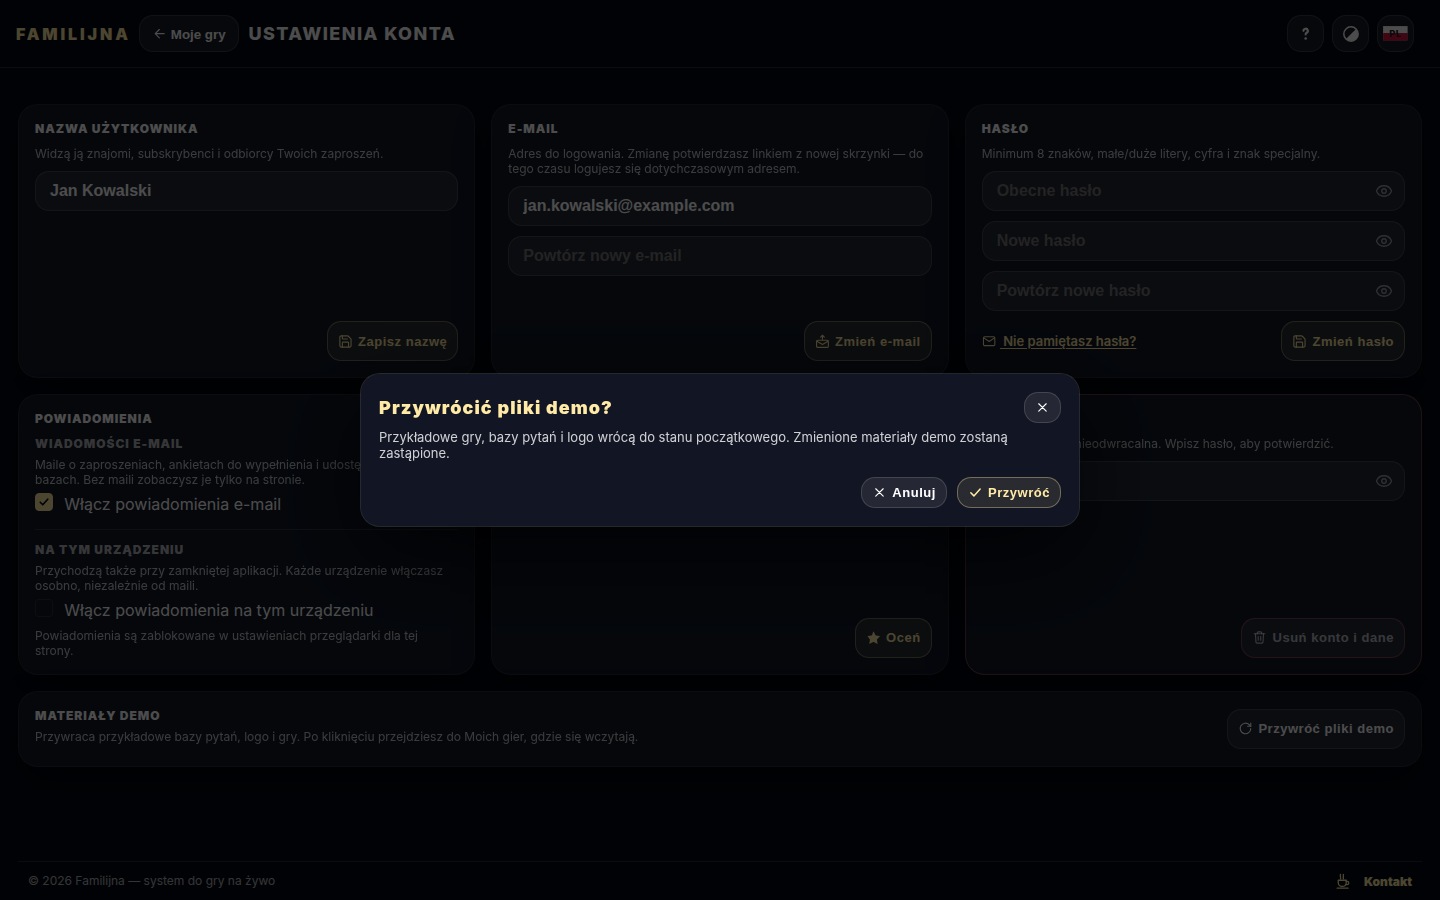 FAMILIJNA
Moje gry
USTAWIENIA KONTA
?
PL
NAZWA UŻYTKOWNIKA
Widzą ją znajomi, subskrybenci i odbiorcy Twoich zaproszeń.
Jan Kowalski
Zapisz nazwę
E-MAIL
Adres do logowania. Zmianę potwierdzasz linkiem z nowej skrzynki — do
tego czasu logujesz się dotychczasowym adresem.
jan.kowalski@example.com
Powtórz nowy e-mail
Zmień e-mail
HASŁO
Minimum 8 znaków, małe/duże litery, cyfra i znak specjalny.
Obecne hasło
Nowe hasło
Powtórz nowe hasło
Nie pamiętasz hasła?
Zmień hasło
Przywrócić pliki demo?
Przykładowe gry, bazy pytań i logo wrócą do stanu początkowego. Zmienione materiały demo zostaną
zastąpione.
Anuluj
Przywróć
POWIADOMIENIA
WIADOMOŚCI E-MAIL
Maile o zaproszeniach, ankietach do wypełnienia i
bazach. Bez maili zobaczysz je tylko na stronie.
Włącz powiadomienia e-mail
NA TYM URZĄDZENIU
Przychodzą także przy zamkniętej aplikacji. Każde urządzenie włączasz
osobno, niezależnie od maili.
Włącz powiadomienia na tym urządzeniu
Powiadomienia są zablokowane w ustawieniach przeglądarki dla tej
strony.
Oceń
nieodwracalna. Wpisz hasło, aby potwierdzić.
Usuń konto i dane
MATERIAŁY DEMO
Przywraca przykładowe bazy pytań, logo i gry. Po kliknięciu przejdziesz do Moich gier, gdzie się wczytają.
Przywróć pliki demo
© 2026 Familijna — system do gry na żywo
Kontakt